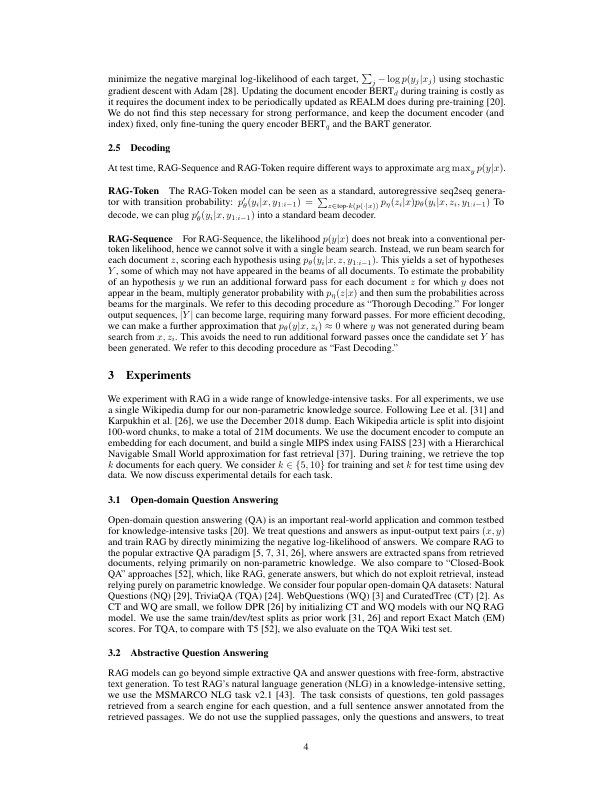 minimize the negative marginal log-likelihood of each target, ∑_j − log p(y_j|x_j) using stochastic
gradient descent with Adam [28]. Updating the document encoder BERT_d during training is costly as
it requires the document index to be periodically updated as REALM does during pre-training [20].
We do not find this step necessary for strong performance, and keep the document encoder (and
index) fixed, only fine-tuning the query encoder BERT_q and the BART generator.
2.5 Decoding
At test time, RAG-Sequence and RAG-Token require different ways to approximate arg max_y p(y|x).
RAG-Token The RAG-Token model can be seen as a standard, autoregressive seq2seq genera-
tor with transition probability: p′_θ(y_i|x, y_{1:i−1}) = ∑_{z∈top-k(p(·|x))} p_η(z_i|x)p_θ(y_i|x, z_i, y_{1:i−1}) To
decode, we can plug p′_θ(y_i|x, y_{1:i−1}) into a standard beam decoder.
RAG-Sequence For RAG-Sequence, the likelihood p(y|x) does not break into a conventional per-
token likelihood, hence we cannot solve it with a single beam search. Instead, we run beam search for
each document z, scoring each hypothesis using p_θ(y_i|x, z, y_{1:i−1}). This yields a set of hypotheses
Y, some of which may not have appeared in the beams of all documents. To estimate the probability
of an hypothesis y we run an additional forward pass for each document z for which y does not
appear in the beam, multiply generator probability with p_η(z|x) and then sum the probabilities across
beams for the marginals. We refer to this decoding procedure as “Thorough Decoding.” For longer
output sequences, |Y| can become large, requiring many forward passes. For more efficient decoding,
we can make a further approximation that p_θ(y|x, z_i) ≈ 0 where y was not generated during beam
search from x, z_i. This avoids the need to run additional forward passes once the candidate set Y has
been generated. We refer to this decoding procedure as “Fast Decoding.”
3 Experiments
We experiment with RAG in a wide range of knowledge-intensive tasks. For all experiments, we use
a single Wikipedia dump for our non-parametric knowledge source. Following Lee et al. [31] and
Karpukhin et al. [26], we use the December 2018 dump. Each Wikipedia article is split into disjoint
100-word chunks, to make a total of 21M documents. We use the document encoder to compute an
embedding for each document, and build a single MIPS index using FAISS [23] with a Hierarchical
Navigable Small World approximation for fast retrieval [37]. During training, we retrieve the top
k documents for each query. We consider k ∈ {5, 10} for training and set k for test time using dev
data. We now discuss experimental details for each task.
3.1 Open-domain Question Answering
Open-domain question answering (QA) is an important real-world application and common testbed
for knowledge-intensive tasks [20]. We treat questions and answers as input-output text pairs (x, y)
and train RAG by directly minimizing the negative log-likelihood of answers. We compare RAG to
the popular extractive QA paradigm [5, 7, 31, 26], where answers are extracted spans from retrieved
documents, relying primarily on non-parametric knowledge. We also compare to “Closed-Book
QA” approaches [52], which, like RAG, generate answers, but which do not exploit retrieval, instead
relying purely on parametric knowledge. We consider four popular open-domain QA datasets: Natural
Questions (NQ) [29], TriviaQA (TQA) [24]. WebQuestions (WQ) [3] and CuratedTrec (CT) [2]. As
CT and WQ are small, we follow DPR [26] by initializing CT and WQ models with our NQ RAG
model. We use the same train/dev/test splits as prior work [31, 26] and report Exact Match (EM)
scores. For TQA, to compare with T5 [52], we also evaluate on the TQA Wiki test set.
3.2 Abstractive Question Answering
RAG models can go beyond simple extractive QA and answer questions with free-form, abstractive
text generation. To test RAG’s natural language generation (NLG) in a knowledge-intensive setting,
we use the MSMARCO NLG task v2.1 [43]. The task consists of questions, ten gold passages
retrieved from a search engine for each question, and a full sentence answer annotated from the
retrieved passages. We do not use the supplied passages, only the questions and answers, to treat
4